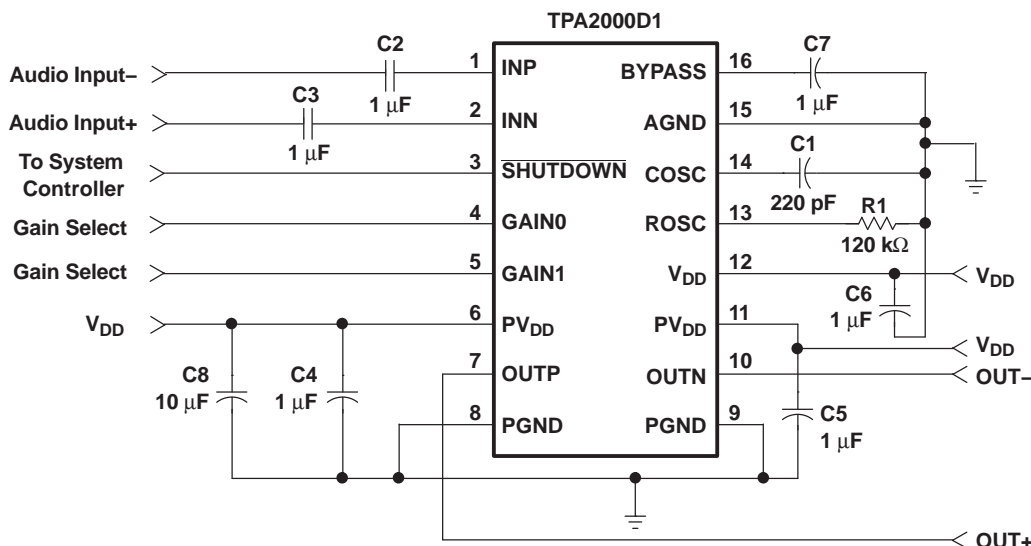 TPA2000D1
Audio Input–
C2
1 μF
1
INP
BYPASS
16
C7
1 μF
Audio Input+
C3
1 μF
2
INN
AGND
15
To System
Controller
3
SHUTDOWN
COSC
14
C1
220 pF
Gain Select
4
GAIN0
ROSC
13
R1
120 kΩ
Gain Select
5
GAIN1
VDD
12
VDD
C6
1 μF
VDD
6
PVDD
PVDD
11
VDD
C8
10 μF
C4
1 μF
7
OUTP
OUTN
10
OUT–
8
PGND
PGND
9
C5
1 μF
OUT+